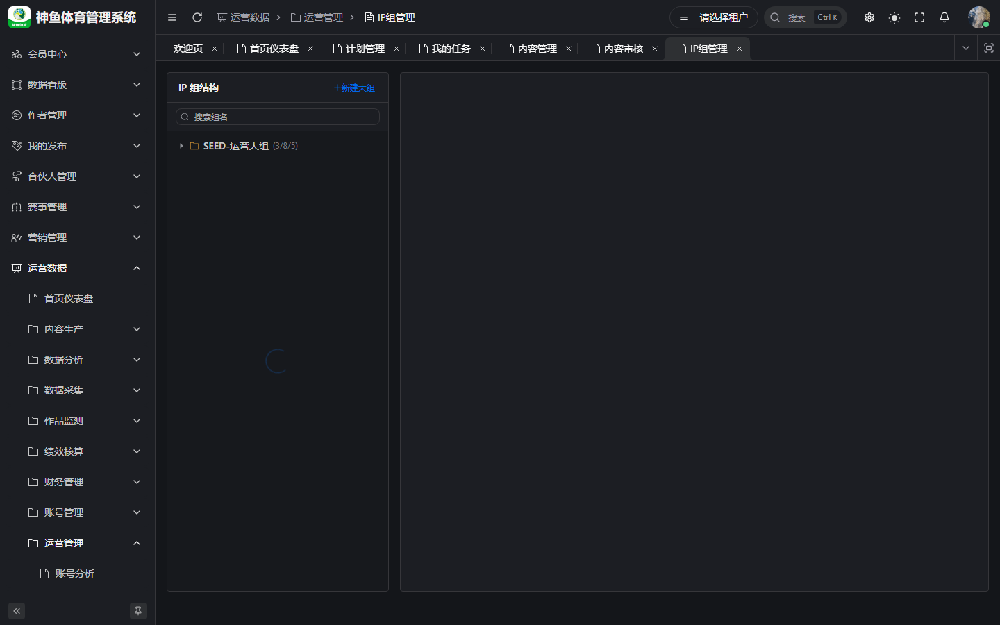 神鱼体育管理系统
运营数据
运营管理
IP组管理
请选择租户
搜索
Ctrl K
欢迎页
首页仪表盘
计划管理
我的任务
内容管理
内容审核
IP组管理
会员中心
数据看版
作者管理
我的发布
合伙人管理
赛事管理
营销管理
运营数据
首页仪表盘
内容生产
数据分析
数据采集
作品监测
绩效核算
财务管理
账号管理
运营管理
账号分析
IP 组结构
新建大组
搜索组名
SEED-运营大组 (3/8/5)